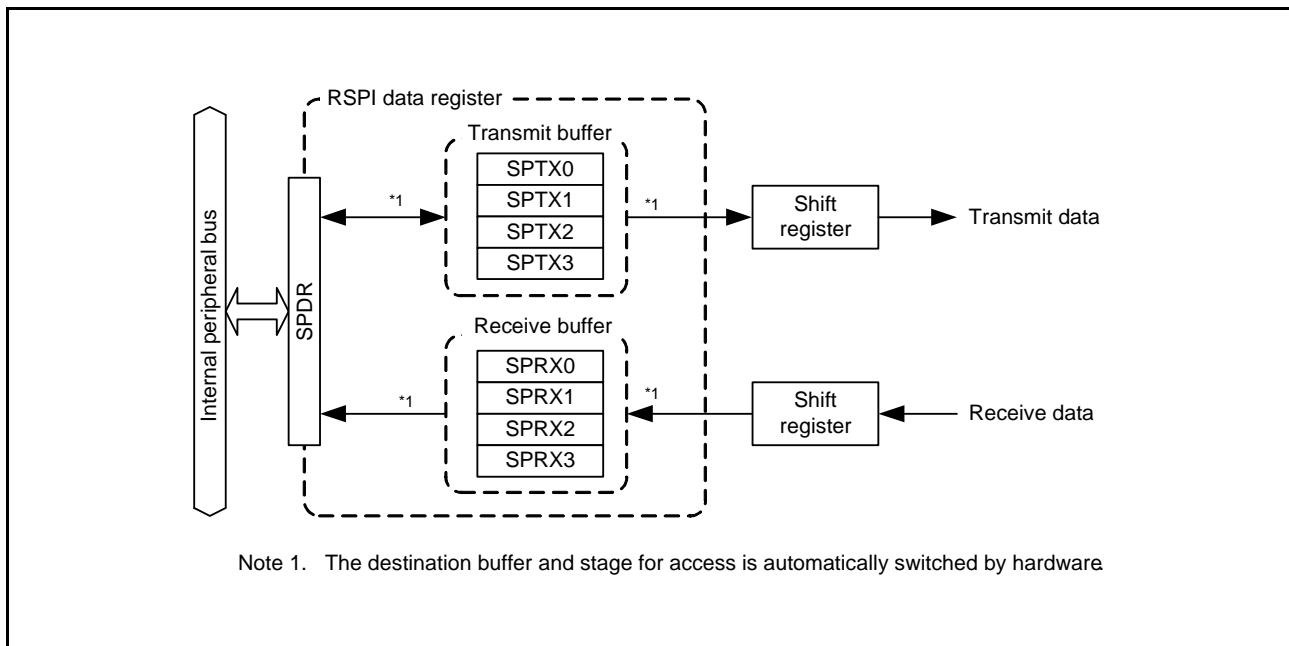 RSPI data register
Transmit buffer
SPTX0
SPTX1
SPTX2
SPTX3
*1
*1
Shift
register
Transmit data
Internal peripheral bus
SPDR
Receive buffer
SPRX0
SPRX1
SPRX2
SPRX3
*1
*1
Shift
register
Receive data
Note 1. The destination buffer and stage for access is automatically switched by hardware.